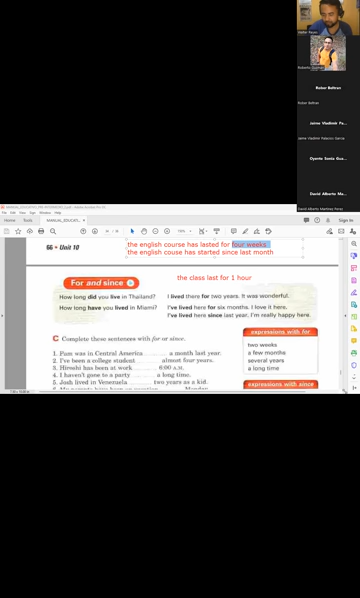 Roberto Guzman
Rober Beltran
Rober Beltran
Jaime Vladimir Pa...
Jaime Vladimir Palacios Garcia
Oyente Sonia Gua...
David Alberto Ma...
David Alberto Martinez Perez
Home
Tools
MANUAL_EDUCATI...
Sign In
66 • Unit 10
the english course has lasted for four weeks
the english couse has started since last month
the class last for 1 hour
For and since
How long did you live in Thailand?
I lived there for two years. It was wonderful.
How long have you lived in Miami?
I've lived here for six months. I love it here.
I've lived here since last year. I'm really happy here.
C Complete these sentences with for or since.
1. Pam was in Central America ........ a month last year.
2. I've been a college student ........ almost four years.
3. Hiroshi has been at work ........ 6:00 A.M.
4. I haven't gone to a party ........ a long time.
5. Josh lived in Venezuela ........ two years as a kid.
expressions with for
two weeks
a few months
several years
a long time
expressions with since